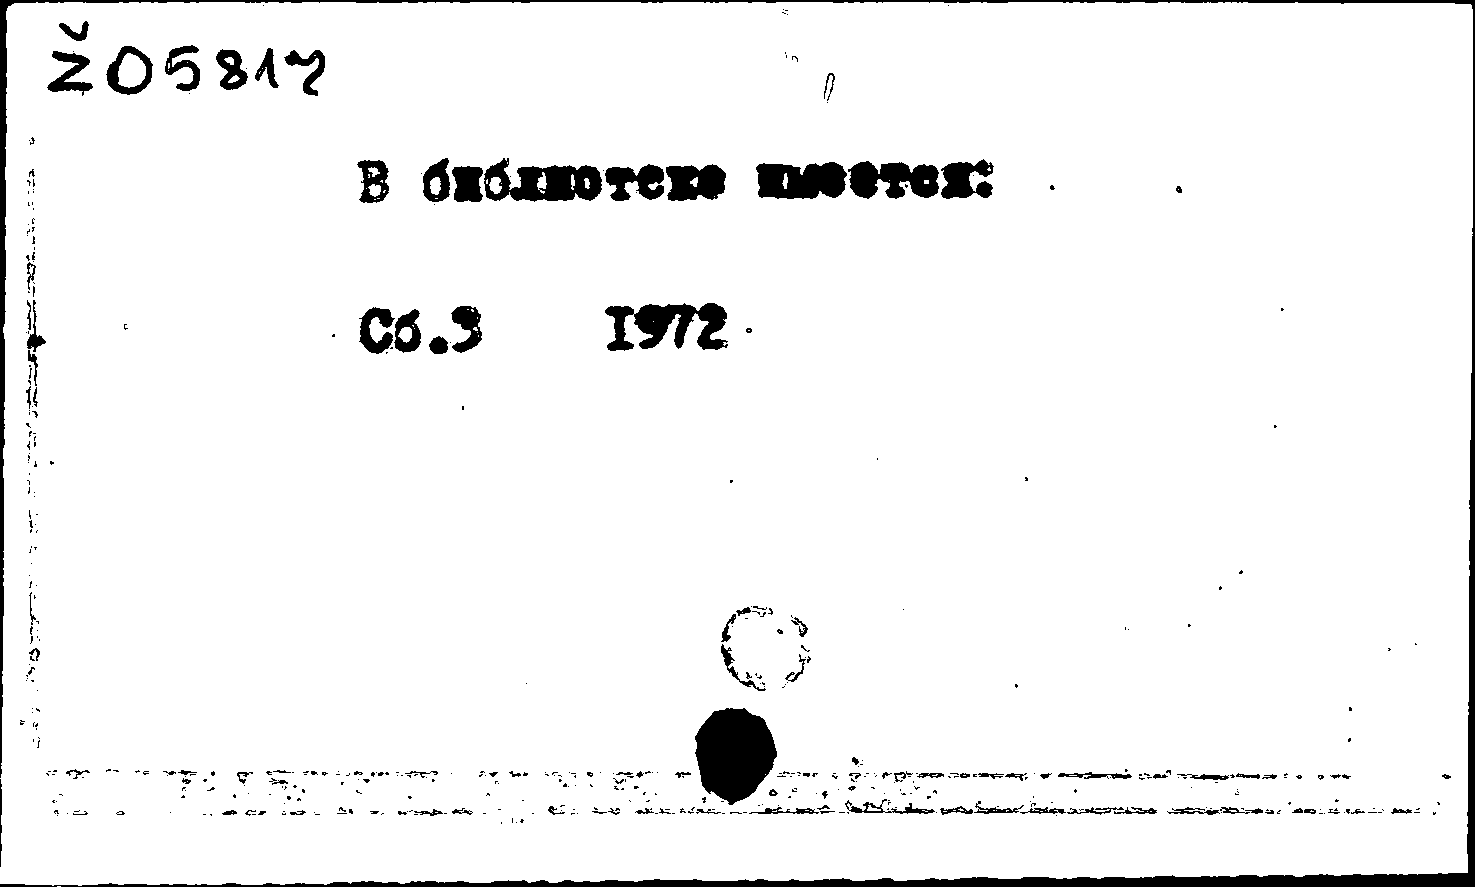 Ž05817
В библиотеке имеется:
Сб.3 1972